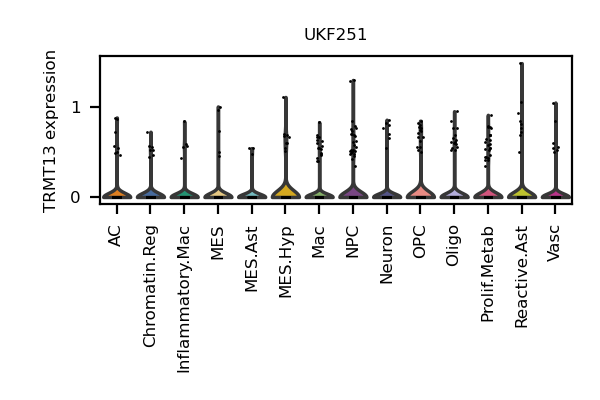 UKF251
TRMT13 expression
1
0
AC
Chromatin.Reg
Inflammatory.Mac
MES
MES.Ast
MES.Hyp
Mac
NPC
Neuron
OPC
Oligo
Prolif.Metab
Reactive.Ast
Vasc